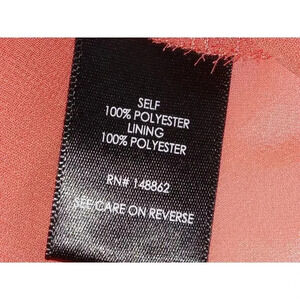 SELF
100% POLYESTER
LINING
100% POLYESTER
RN# 148862
SEE CARE ON REVERSE